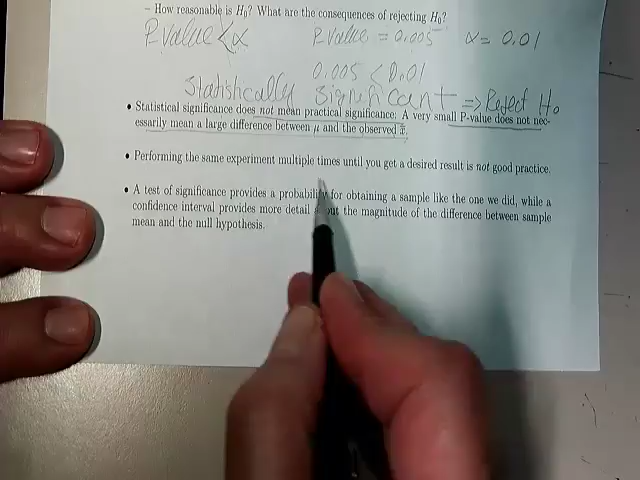 – How reasonable is H₀? What are the consequences of rejecting H₀?
P value < α P value = 0.005 α = 0.01
0.005 < 0.01
Statistically significant ⇒ Reject H₀
• Statistical significance does not mean practical significance: A very small P-value does not nec-
essarily mean a large difference between μ and the observed x̄.
• Performing the same experiment multiple times until you get a desired result is not good practice.
• A test of significance provides a probability for obtaining a sample like the one we did, while a
confidence interval provides more detail about the magnitude of the difference between sample
mean and the null hypothesis.